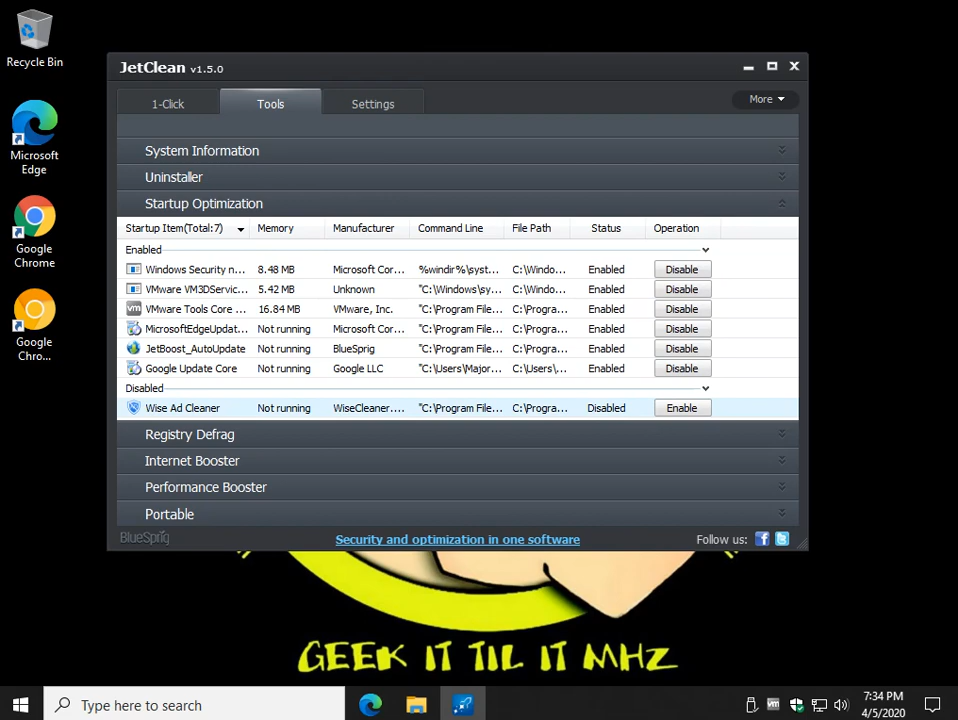 Recycle Bin
Microsoft
Edge
Google
Chrome
Google
Chro...
JetClean v1.5.0
1-Click
Tools
Settings
More
System Information
Uninstaller
Startup Optimization
Startup Item(Total:7) Memory Manufacturer Command Line File Path Status Operation
Enabled
Windows Security n... 8.48 MB Microsoft Cor... %windir%\syst... C:\Windo... Enabled Disable
VMware VM3DServic... 5.42 MB Unknown "C:\Windows\sy... C:\Windo... Enabled Disable
VMware Tools Core ... 16.84 MB VMware, Inc. "C:\Program File... C:\Progra... Enabled Disable
MicrosoftEdgeUpdat... Not running Microsoft Cor... "C:\Program File... C:\Progra... Enabled Disable
JetBoost_AutoUpdate Not running BlueSprig "C:\Program File... C:\Progra... Enabled Disable
Google Update Core Not running Google LLC "C:\Users\Major... C:\Users\... Enabled Disable
Disabled
Wise Ad Cleaner Not running WiseCleaner.... "C:\Program File... C:\Progra... Disabled Enable
Registry Defrag
Internet Booster
Performance Booster
Portable
BlueSprig
Security and optimization in one software
Follow us:
GEEK IT TIL IT MHZ
Type here to search
vm
7:34 PM
4/5/2020